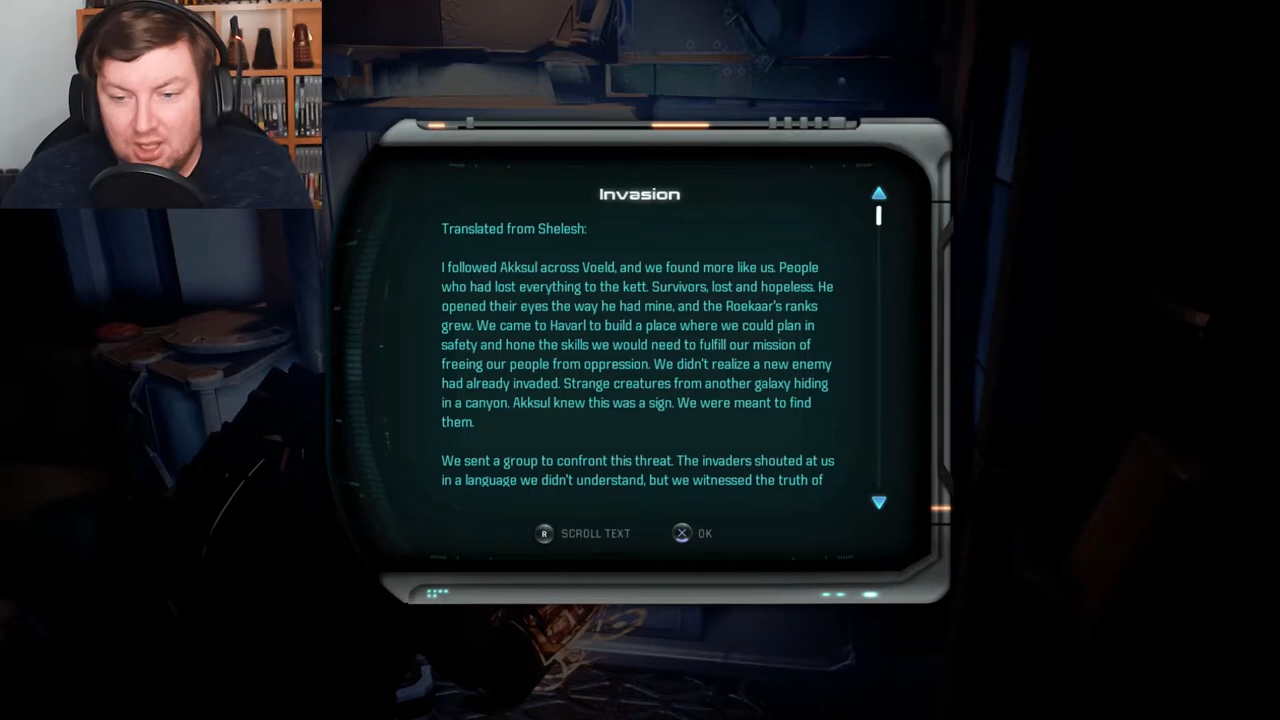 Invasion
Translated from Shelesh:
I followed Akksul across Voeld, and we found more like us. People
who had lost everything to the kett. Survivors, lost and hopeless. He
opened their eyes the way he had mine, and the Roekaar's ranks
grew. We came to Havarl to build a place where we could plan in
safety and hone the skills we would need to fulfill our mission of
freeing our people from oppression. We didn't realize a new enemy
had already invaded. Strange creatures from another galaxy hiding
in a canyon. Akksul knew this was a sign. We were meant to find
them.
We sent a group to confront this threat. The invaders shouted at us
in a language we didn't understand, but we witnessed the truth of
R SCROLL TEXT OK